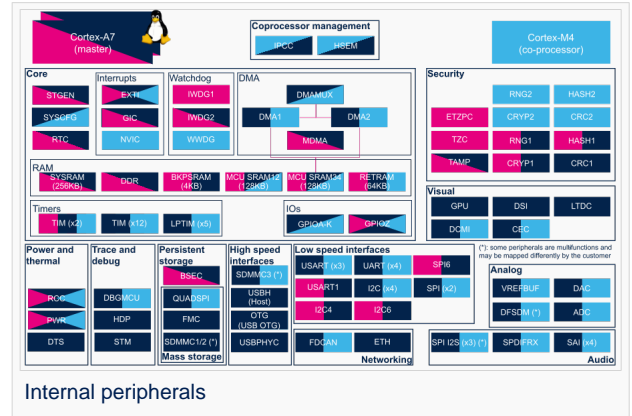 Cortex-A7
(master)
Coprocessor management
IPCC
HSEM
Cortex-M4
(co-processor)
Core
STGEN
SYSCFG
RTC
Interrupts
EXTI
GIC
NVIC
Watchdog
IWDG1
IWDG2
WWDG
DMA
DMAMUX
DMA1
DMA2
MDMA
Security
RNG2
HASH2
ETZPC
CRYP2
CRC2
TZC
RNG1
HASH1
TAMP
CRYP1
CRC1
RAM
SYSRAM
(256KB)
DDR
BKPSRAM
(4KB)
MCU SRAM12
(128KB)
MCU SRAM34
(128KB)
RETRAM
(64KB)
Visual
GPU
DSI
LTDC
DCMI
CEC
Timers
TIM (x2)
TIM (x12)
LPTIM (x5)
IOs
GPIOA-K
GPIOZ
(*): some peripherals are multifunctions and
may be mapped differently by the customer
Power and
thermal
RCC
PWR
DTS
Trace and
debug
DBGMCU
HDP
STM
Persistent
storage
BSEC
QUADSPI
FMC
SDMMC1/2 (*)
Mass storage
High speed
interfaces
SDMMC3 (*)
USBH
(Host)
OTG
(USB OTG)
USBPHYC
Low speed interfaces
USART (x3)
UART (x4)
SPI6
USART1
I2C (x4)
SPI (x2)
I2C4
I2C6
FDCAN
ETH
Networking
Analog
VREFBUF
DAC
DFSDM (*)
ADC
SPI I2S (x3) (*)
SPDIFRX
SAI (x4)
Audio
Internal peripherals